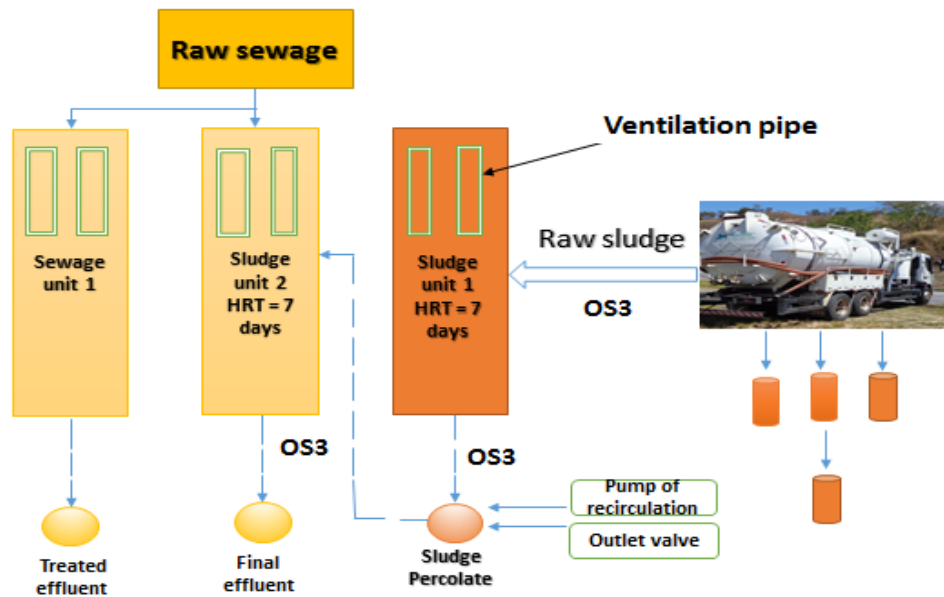 Raw sewage
Ventilation pipe
Sewage
unit 1
Sludge
unit 2
HRT = 7
days
Sludge
unit 1
HRT = 7
days
Raw sludge
OS3
OS3
OS3
Pump of
recirculation
Outlet valve
Treated
effluent
Final
effluent
Sludge
Percolate